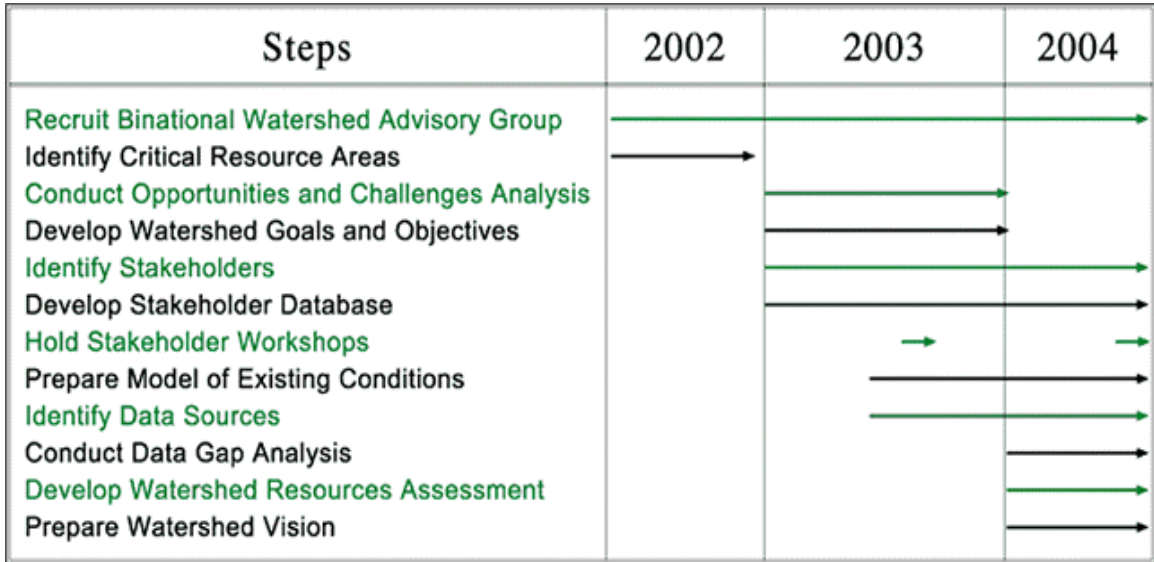 Steps 2002 2003 2004
Recruit Binational Watershed Advisory Group
Identify Critical Resource Areas
Conduct Opportunities and Challenges Analysis
Develop Watershed Goals and Objectives
Identify Stakeholders
Develop Stakeholder Database
Hold Stakeholder Workshops
Prepare Model of Existing Conditions
Identify Data Sources
Conduct Data Gap Analysis
Develop Watershed Resources Assessment
Prepare Watershed Vision